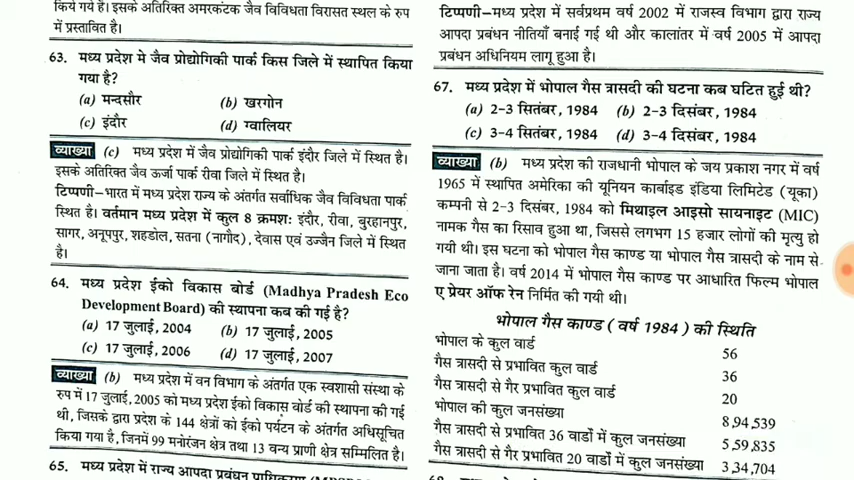 किये गये हैं। इसके अतिरिक्त अमरकंटक जैव विविधता विरासत स्थल के रुप
में प्रस्तावित है।
63. मध्य प्रदेश मे जैव प्रोद्योगिकी पार्क किस जिले में स्थापित किया
गया है?
(a) मन्दसौर (b) खरगोन
(c) इंदौर (d) ग्वालियर
व्याख्या (c) मध्य प्रदेश में जैव प्रोद्योगिकी पार्क इंदौर जिले में स्थित है।
इसके अतिरिक्त जैव ऊर्जा पार्क रीवा जिले में स्थित है।
टिप्पणी–भारत में मध्य प्रदेश राज्य के अंतर्गत सर्वाधिक जैव विविधता पार्क
स्थित है। वर्तमान मध्य प्रदेश में कुल 8 क्रमशः इंदौर, रीवा, बुरहानपुर,
सागर, अनूपपुर, शहडोल, सतना (नागौद), देवास एवं उज्जैन जिले में स्थित
है।
64. मध्य प्रदेश ईको विकास बोर्ड (Madhya Pradesh Eco
Development Board) की स्थापना कब की गई है?
(a) 17 जुलाई, 2004 (b) 17 जुलाई, 2005
(c) 17 जुलाई, 2006 (d) 17 जुलाई, 2007
व्याख्या (b) मध्य प्रदेश में वन विभाग के अंतर्गत एक स्वशासी संस्था के
रुप में 17 जुलाई, 2005 को मध्य प्रदेश ईको विकास बोर्ड की स्थापना की गई
थी, जिसके द्वारा प्रदेश के 144 क्षेत्रों को ईको पर्यटन के अंतर्गत अधिसूचित
किया गया है, जिनमें 99 मनोरंजन क्षेत्र तथा 13 वन्य प्राणी क्षेत्र सम्मिलित है।
65. मध्य प्रदेश में राज्य आपदा प्रबंधन प्राधिकरण
टिप्पणी–मध्य प्रदेश में सर्वप्रथम वर्ष 2002 में राजस्व विभाग द्वारा राज्य
आपदा प्रबंधन नीतियाँ बनाई गई थी और कालांतर में वर्ष 2005 में आपदा
प्रबंधन अधिनियम लागू हुआ है।
67. मध्य प्रदेश में भोपाल गैस त्रासदी की घटना कब घटित हुई थी?
(a) 2-3 सितंबर, 1984 (b) 2-3 दिसंबर, 1984
(c) 3-4 सितंबर, 1984 (d) 3-4 दिसंबर, 1984
व्याख्या (b) मध्य प्रदेश की राजधानी भोपाल के जय प्रकाश नगर में वर्ष
1965 में स्थापित अमेरिका की यूनियन कार्बाइड इंडिया लिमिटेड (यूका)
कम्पनी से 2-3 दिसंबर, 1984 को मिथाइल आइसो सायनाइट (MIC)
नामक गैस का रिसाव हुआ था, जिससे लगभग 15 हजार लोगों की मृत्यु हो
गयी थी। इस घटना को भोपाल गैस काण्ड या भोपाल गैस त्रासदी के नाम से
जाना जाता है। वर्ष 2014 में भोपाल गैस काण्ड पर आधारित फिल्म भोपाल
ए प्रेयर ऑफ रेन निर्मित की गयी थी।
भोपाल गैस काण्ड ( वर्ष 1984 ) की स्थिति
भोपाल के कुल वार्ड 56
गैस त्रासदी से प्रभावित कुल वार्ड 36
गैस त्रासदी से गैर प्रभावित कुल वार्ड 20
भोपाल की कुल जनसंख्या 8,94,539
गैस त्रासदी से प्रभावित 36 वार्डो में कुल जनसंख्या 5,59,835
गैस त्रासदी से गैर प्रभावित 20 वार्डो में कुल जनसंख्या 3,34,704